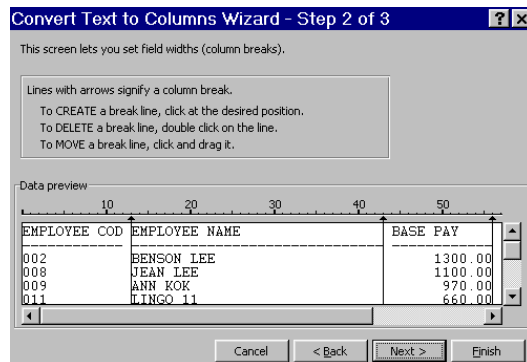 Convert Text to Columns Wizard - Step 2 of 3
This screen lets you set field widths (column breaks).
Lines with arrows signify a column break.
To CREATE a break line, click at the desired position.
To DELETE a break line, double click on the line.
To MOVE a break line, click and drag it.
Data preview
10 20 30 40 50
EMPLOYEE COD EMPLOYEE NAME BASE PAY
002 BENSON LEE 1300.00
008 JEAN LEE 1100.00
009 ANN KOK 970.00
011 LINGO 11 660.00
Cancel < Back Next > Finish